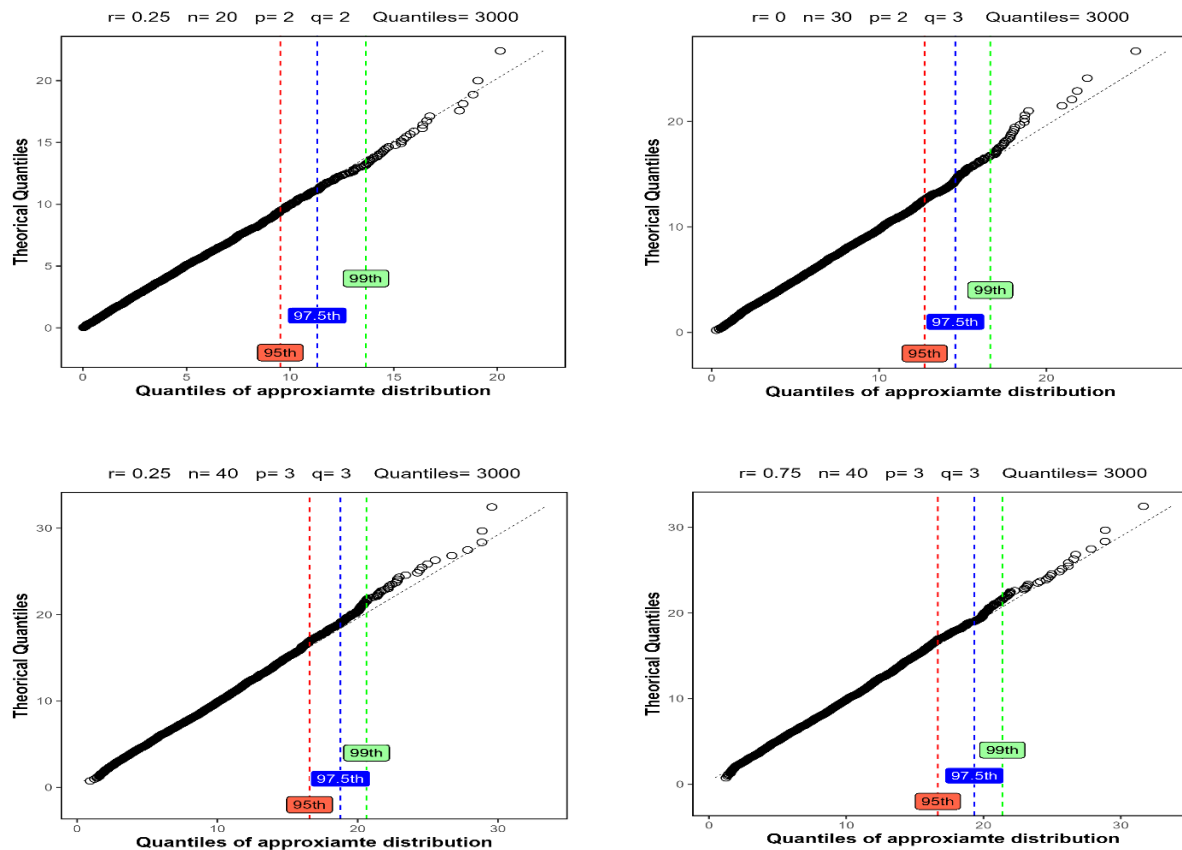 r= 0.25 n= 20 p= 2 q= 2 Quantiles= 3000
Theorical Quantiles
20
15
10
5
0
99th
97.5th
95th
0 5 10 15 20
Quantiles of approxiamte distribution
r= 0 n= 30 p= 2 q= 3 Quantiles= 3000
Theorical Quantiles
20
10
0
99th
97.5th
95th
0 10 20
Quantiles of approxiamte distribution
r= 0.25 n= 40 p= 3 q= 3 Quantiles= 3000
Theorical Quantiles
30
20
10
0
99th
97.5th
95th
0 10 20 30
Quantiles of approxiamte distribution
r= 0.75 n= 40 p= 3 q= 3 Quantiles= 3000
Theorical Quantiles
30
20
10
0
99th
97.5th
95th
0 10 20 30
Quantiles of approxiamte distribution